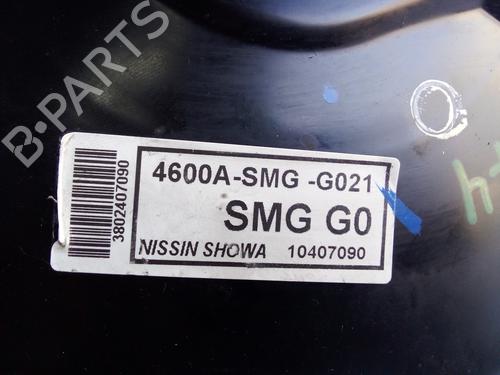 B-PARTS
3802407090
4600A-SMG -G021
SMG G0
NISSIN SHOWA 10407090